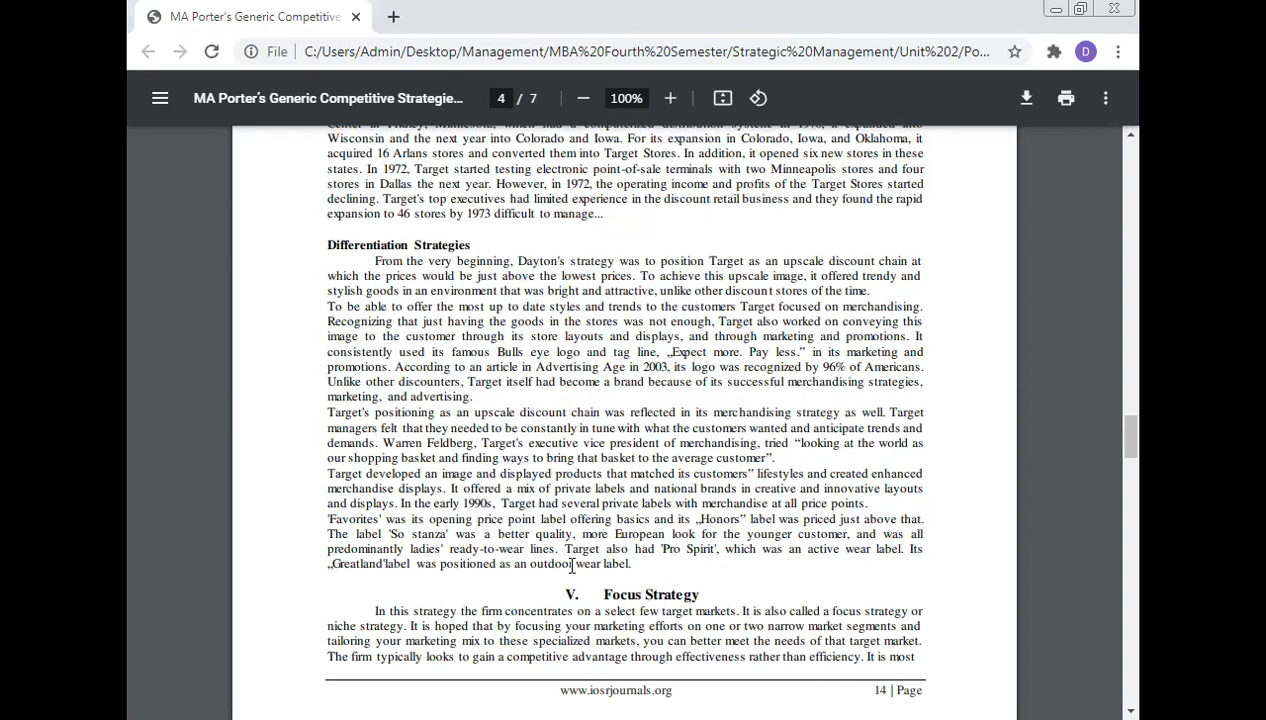 MA Porter's Generic Competitive
File
C:/Users/Admin/Desktop/Management/MBA%20Fourth%20Semester/Strategic%20Management/Unit%202/Po...
D
MA Porter's Generic Competitive Strategie...
4 / 7
100%
Center in Fridley, Minnesota, which had a computerized distribution system. In 1970, it expanded into
Wisconsin and the next year into Colorado and Iowa. For its expansion in Colorado, Iowa, and Oklahoma, it
acquired 16 Arlans stores and converted them into Target Stores. In addition, it opened six new stores in these
states. In 1972, Target started testing electronic point-of-sale terminals with two Minneapolis stores and four
stores in Dallas the next year. However, in 1972, the operating income and profits of the Target Stores started
declining. Target's top executives had limited experience in the discount retail business and they found the rapid
expansion to 46 stores by 1973 difficult to manage...
Differentiation Strategies
From the very beginning, Dayton's strategy was to position Target as an upscale discount chain at
which the prices would be just above the lowest prices. To achieve this upscale image, it offered trendy and
stylish goods in an environment that was bright and attractive, unlike other discount stores of the time.
To be able to offer the most up to date styles and trends to the customers Target focused on merchandising.
Recognizing that just having the goods in the stores was not enough, Target also worked on conveying this
image to the customer through its store layouts and displays, and through marketing and promotions. It
consistently used its famous Bulls eye logo and tag line, „Expect more. Pay less.‟ in its marketing and
promotions. According to an article in Advertising Age in 2003, its logo was recognized by 96% of Americans.
Unlike other discounters, Target itself had become a brand because of its successful merchandising strategies,
marketing, and advertising.
Target's positioning as an upscale discount chain was reflected in its merchandising strategy as well. Target
managers felt that they needed to be constantly in tune with what the customers wanted and anticipate trends and
demands. Warren Feldberg, Target's executive vice president of merchandising, tried “looking at the world as
our shopping basket and finding ways to bring that basket to the average customer”.
Target developed an image and displayed products that matched its customers‟ lifestyles and created enhanced
merchandise displays. It offered a mix of private labels and national brands in creative and innovative layouts
and displays. In the early 1990s, Target had several private labels with merchandise at all price points.
'Favorites' was its opening price point label offering basics and its „Honors‟ label was priced just above that.
The label 'So stanza' was a better quality, more European look for the younger customer, and was all
predominantly ladies' ready-to-wear lines. Target also had 'Pro Spirit', which was an active wear label. Its
„Greatland'label was positioned as an outdoor wear label.
V. Focus Strategy
In this strategy the firm concentrates on a select few target markets. It is also called a focus strategy or
niche strategy. It is hoped that by focusing your marketing efforts on one or two narrow market segments and
tailoring your marketing mix to these specialized markets, you can better meet the needs of that target market.
The firm typically looks to gain a competitive advantage through effectiveness rather than efficiency. It is most
www.iosrjournals.org
14 | Page